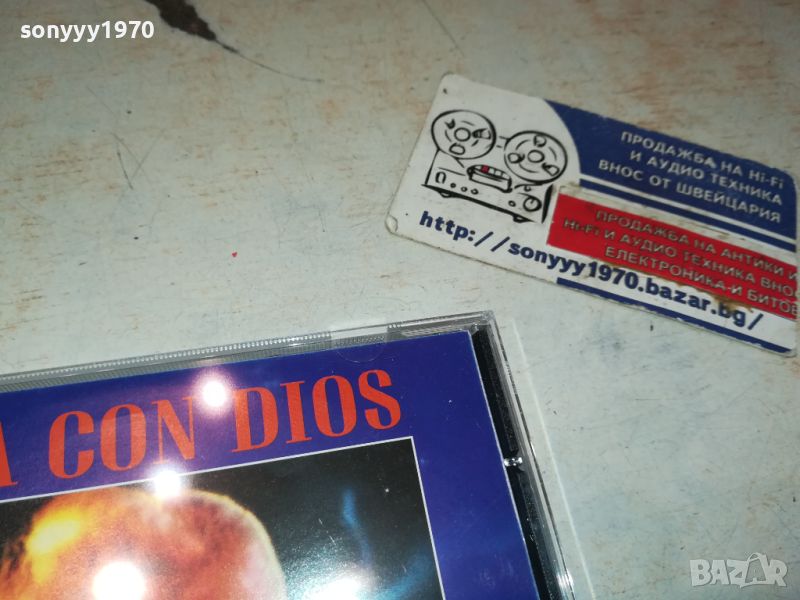 sonyyy1970
ПРОДАЖБА НА Hi-Fi
И АУДИО ТЕХНИКА
ВНОС ОТ ШВЕЙЦАРИЯ
ПРОДАЖБА НА АНТИКИ И
Hi-Fi И АУДИО ТЕХНИКА ВНОС
ЕЛЕКТРОНИКА И БИТОВ
http://sonyyy1970.bazar.bg/
A CON DIOS
BAZAR